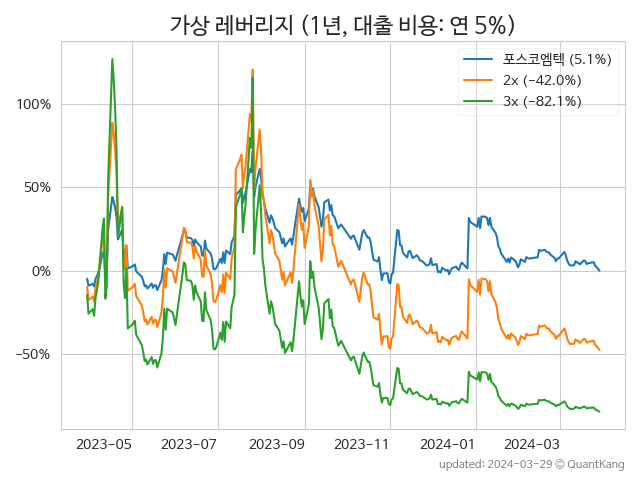 가상 레버리지 (1년, 대출 비용: 연 5%)
포스코엠텍 (5.1%)
2x (−42.0%)
3x (−82.1%)
100%
50%
0%
−50%
2023−05 2023−07 2023−09 2023−11 2024−01 2024−03
updated: 2024−03−29 © QuantKang